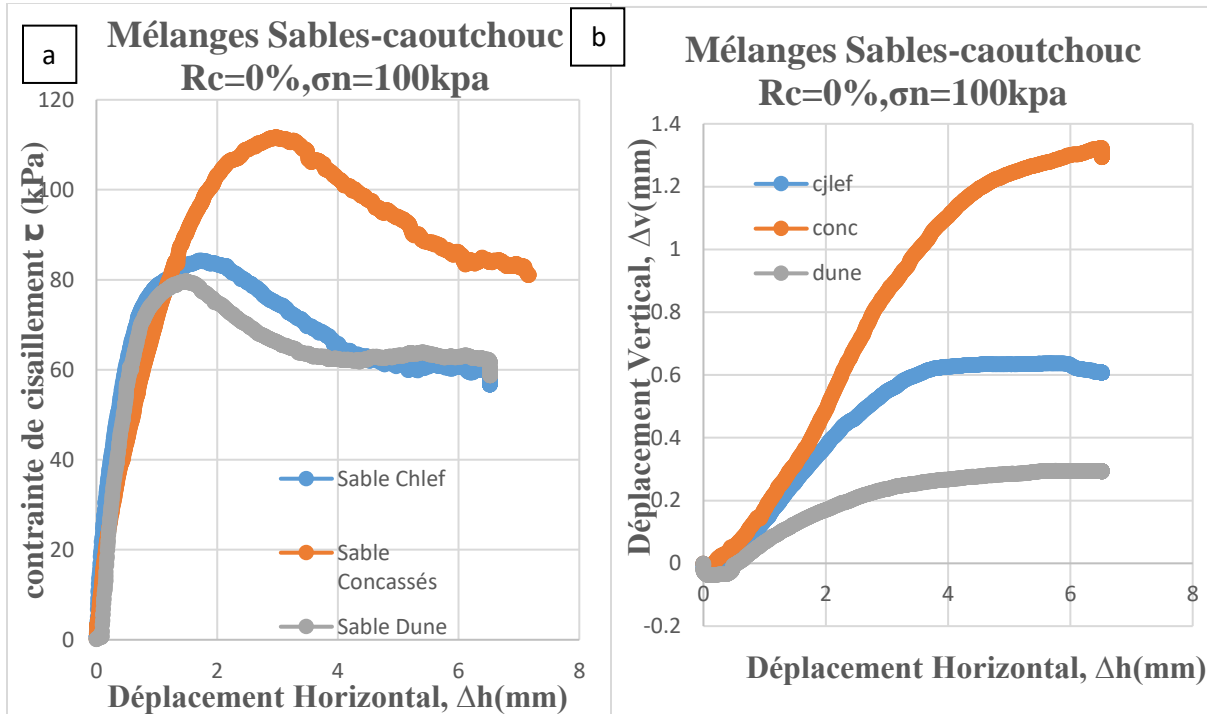 a
Mélanges Sables-caoutchouc
Rc=0%,σn=100kpa
contrainte de cisaillement ꞇ (kPa)
120
100
80
60
40
20
0
Sable Chlef
Sable
Concassés
Sable Dune
0 2 4 6 8
Déplacement Horizontal, Δh(mm)
b
Mélanges Sables-caoutchouc
Rc=0%,σn=100kpa
Déplacement Vertical, Δv(mm)
1.4
1.2
1
0.8
0.6
0.4
0.2
0
-0.2
cjlef
conc
dune
0 2 4 6 8
Déplacement Horizontal, Δh(mm)